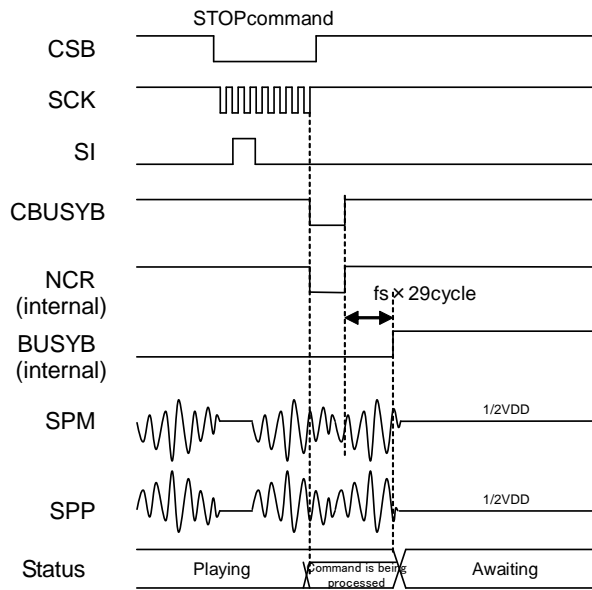 STOPcommand
CSB
SCK
SI
CBUSYB
NCR
(internal)
fs×29cycle
BUSYB
(internal)
SPM
1/2VDD
SPP
1/2VDD
Status
Playing
Command is being
processed
Awaiting